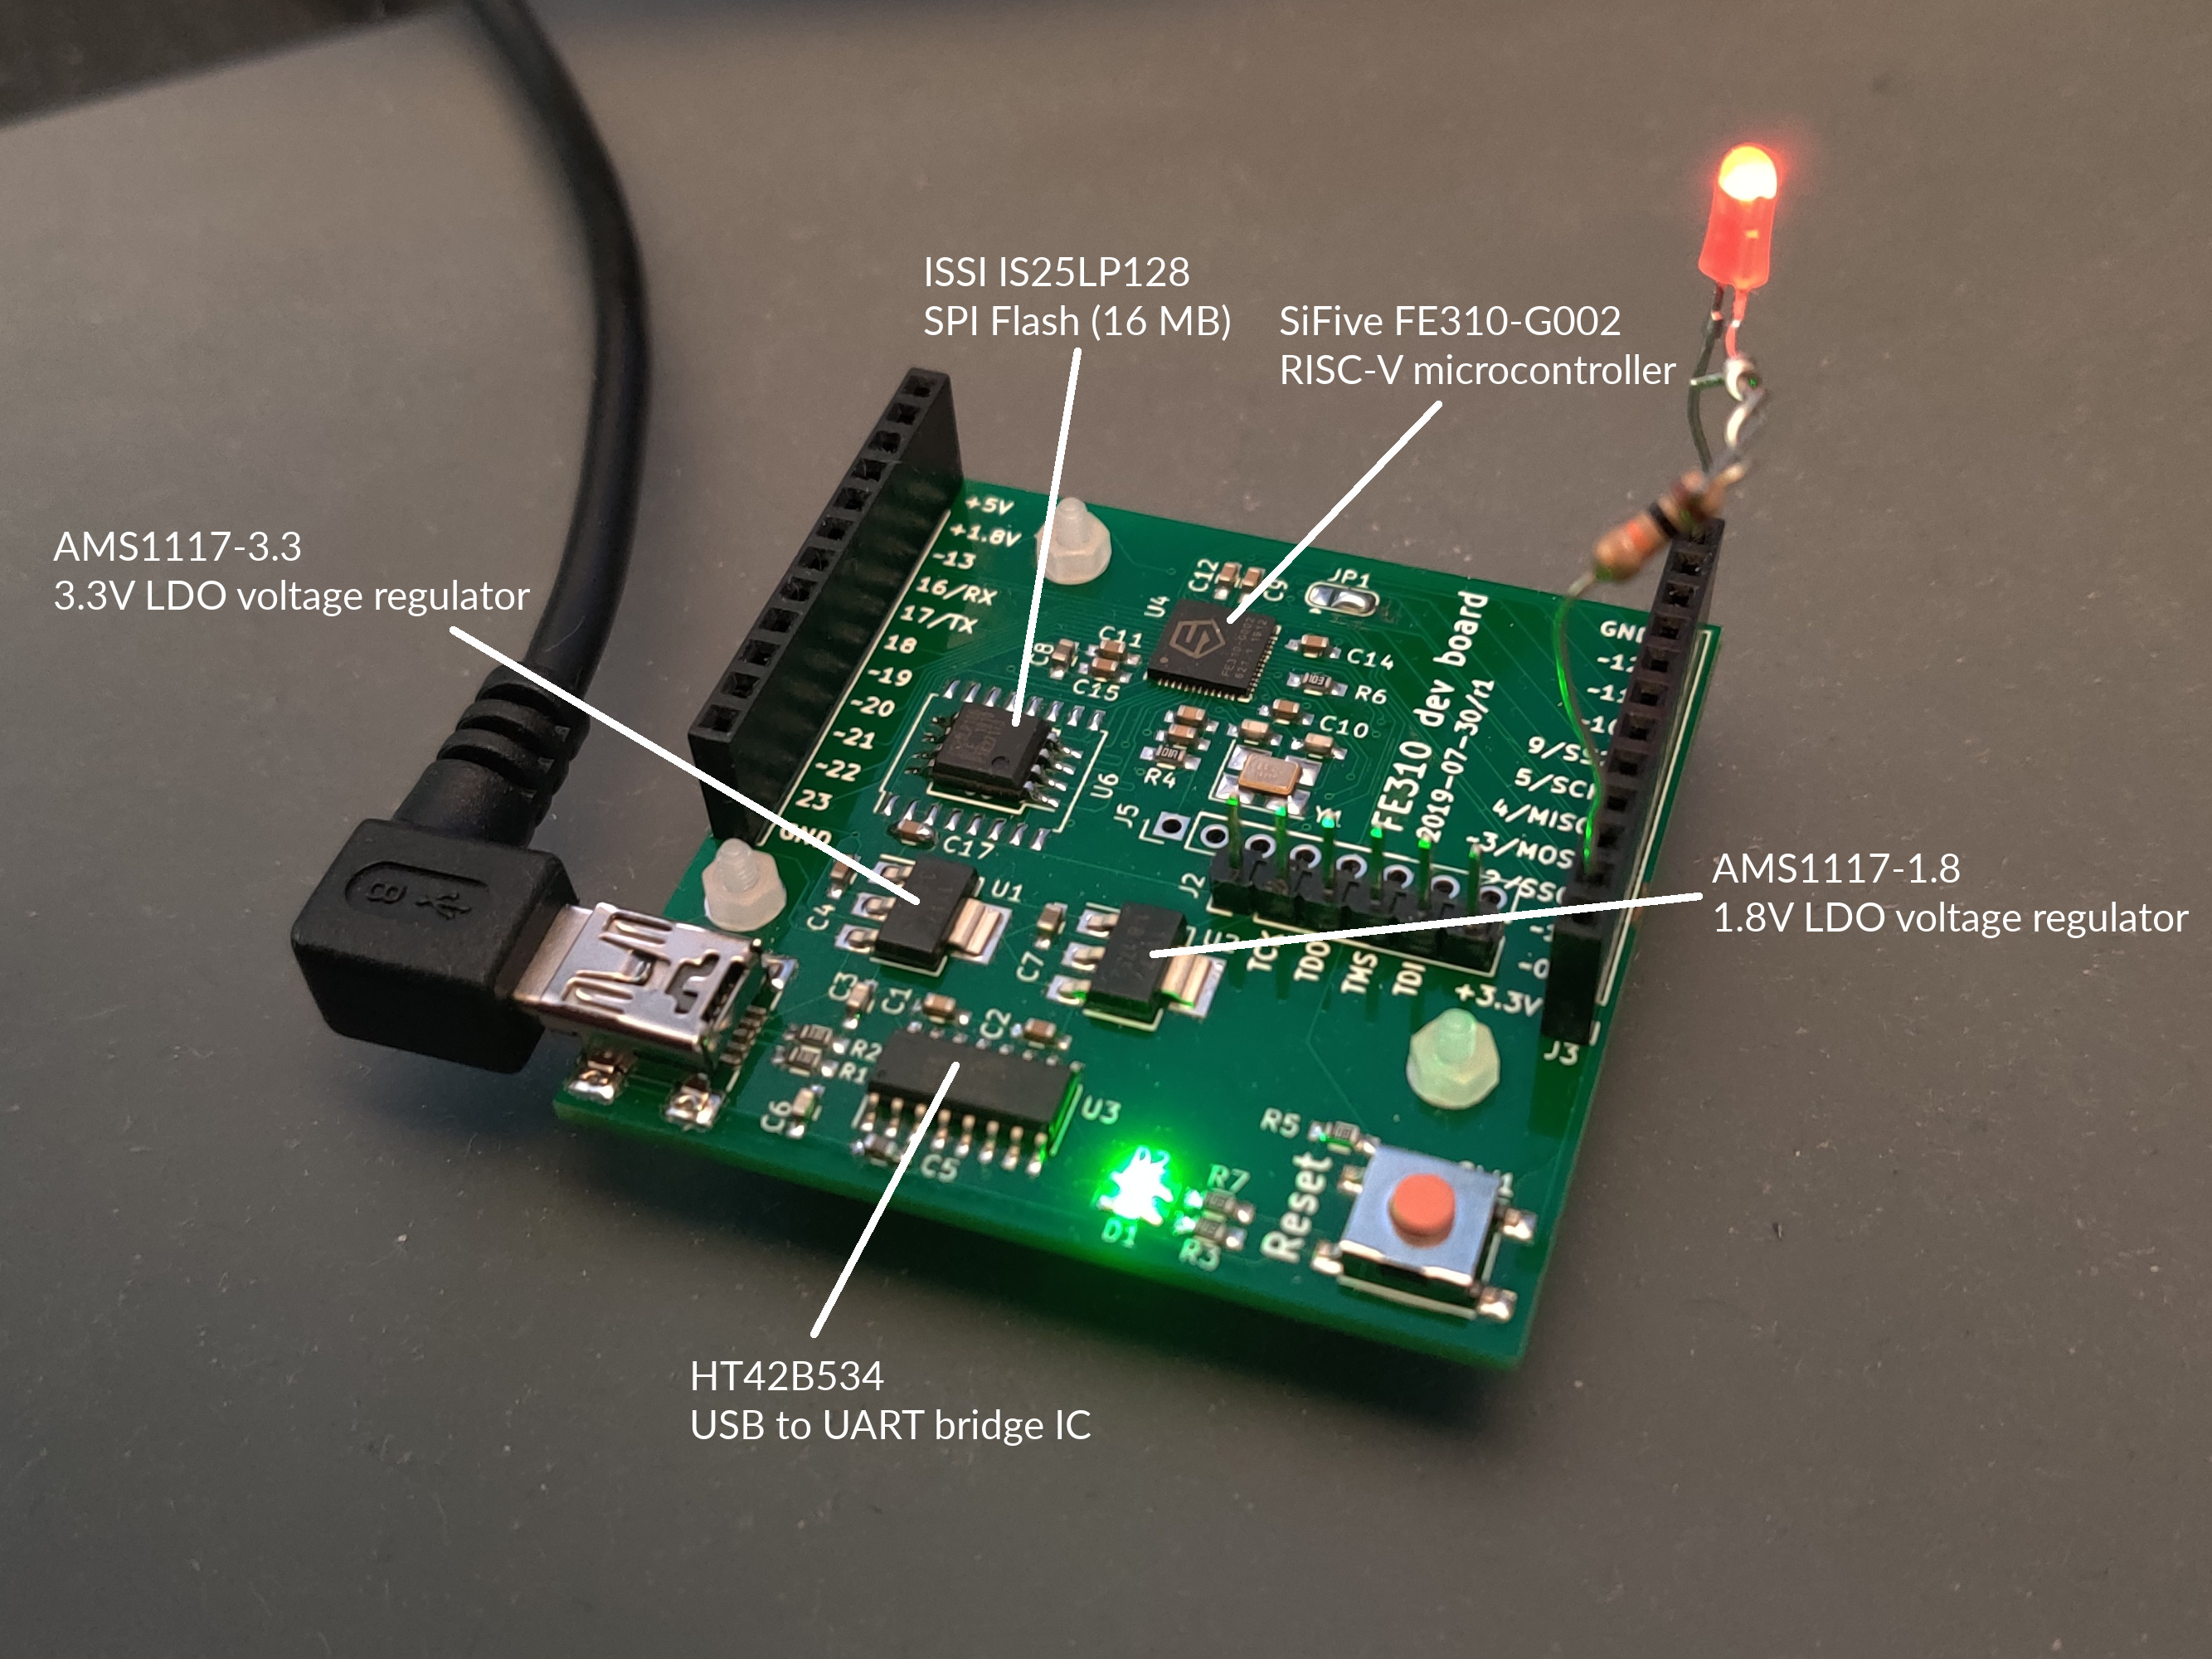 ISSI IS25LP128
SPI Flash (16 MB)
SiFive FE310-G002
RISC-V microcontroller
AMS1117-3.3
3.3V LDO voltage regulator
AMS1117-1.8
1.8V LDO voltage regulator
HT42B534
USB to UART bridge IC
+5V
+1.8V
-13
16/RX
17/TX
18
-19
-20
-21
-22
23
GND
C12
C9
JP1
U4
C11
C8
C15
C14
R6
C10
R4
Y1
U6
J5
C17
FE310 dev board
2019-07-30/r1
5/SC
4/MISO
-3/MOS
+3.3V
J3
J2
TDO
TMS
TDI
U1
C4
C7
C3
C1
C2
R2
R1
C6
U3
C5
D2
D1
R7
R3
R5
Reset